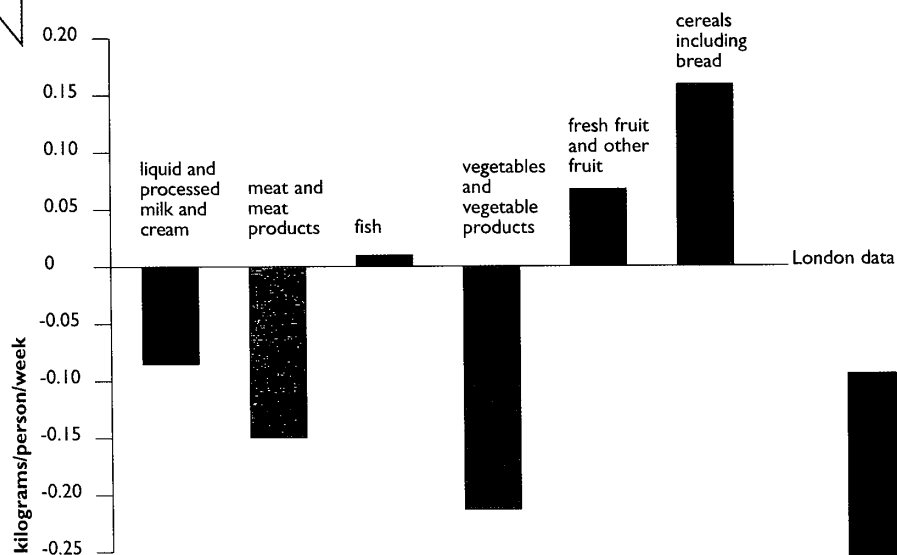 cereals
including
bread
0.20
0.15
0.10
fresh fruit
and other
fruit
liquid and
processed
milk and
cream
meat and
meat
products
fish
vegetables
and
vegetable
products
0.05
0
London data
-0.05
-0.10
-0.15
-0.20
-0.25
kilograms/person/week